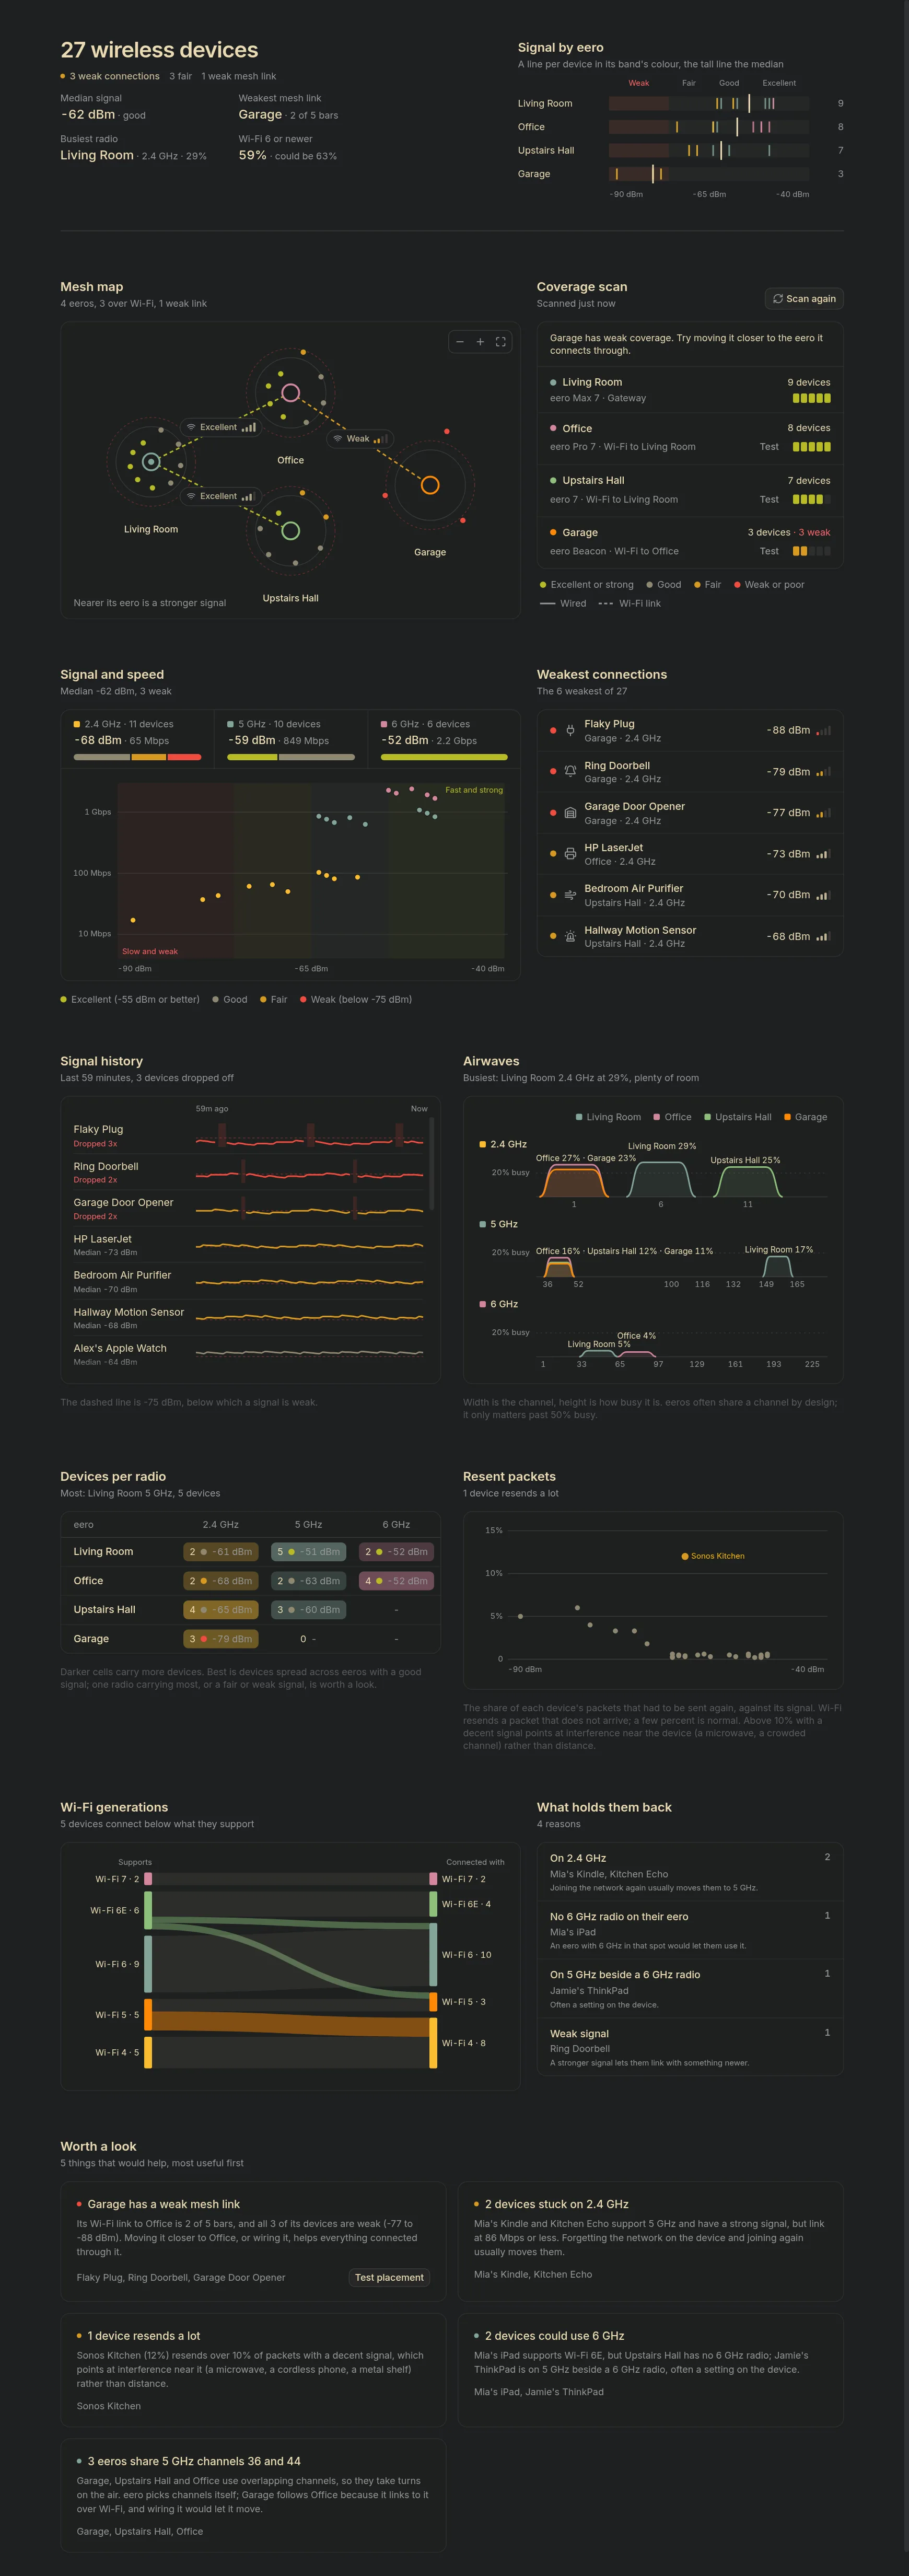 27 wireless devices
3 weak connections 3 fair 1 weak mesh link
Median signal
-62 dBm · good
Weakest mesh link
Garage · 2 of 5 bars
Busiest radio
Living Room · 2.4 GHz · 29%
Wi-Fi 6 or newer
59% · could be 63%
Signal by eero
A line per device in its band's colour, the tall line the median
Weak Fair Good Excellent
Living Room 9
Office 8
Upstairs Hall 7
Garage 3
-90 dBm -65 dBm -40 dBm
Mesh map
4 eeros, 3 over Wi-Fi, 1 weak link
Excellent
Weak
Office
Excellent
Living Room
Garage
Upstairs Hall
Nearer its eero is a stronger signal
Coverage scan
Scanned just now
Scan again
Garage has weak coverage. Try moving it closer to the eero it
connects through.
Living Room 9 devices
eero Max 7 · Gateway
Office 8 devices
eero Pro 7 · Wi-Fi to Living Room Test
Upstairs Hall 7 devices
eero 7 · Wi-Fi to Living Room Test
Garage 3 devices · 3 weak
eero Beacon · Wi-Fi to Office Test
Excellent or strong Good Fair Weak or poor
Wired Wi-Fi link
Signal and speed
Median -62 dBm, 3 weak
2.4 GHz · 11 devices
-68 dBm · 65 Mbps
5 GHz · 10 devices
-59 dBm · 849 Mbps
6 GHz · 6 devices
-52 dBm · 2.2 Gbps
Fast and strong
1 Gbps
100 Mbps
10 Mbps
Slow and weak
-90 dBm -65 dBm -40 dBm
Excellent (-55 dBm or better) Good Fair Weak (below -75 dBm)
Weakest connections
The 6 weakest of 27
Flaky Plug
Garage · 2.4 GHz
-88 dBm
Ring Doorbell
Garage · 2.4 GHz
-79 dBm
Garage Door Opener
Garage · 2.4 GHz
-77 dBm
HP LaserJet
Office · 2.4 GHz
-73 dBm
Bedroom Air Purifier
Upstairs Hall · 2.4 GHz
-70 dBm
Hallway Motion Sensor
Upstairs Hall · 2.4 GHz
-68 dBm
Signal history
Last 59 minutes, 3 devices dropped off
59m ago Now
Flaky Plug
Dropped 3x
Ring Doorbell
Dropped 2x
Garage Door Opener
Dropped 2x
HP LaserJet
Median -73 dBm
Bedroom Air Purifier
Median -70 dBm
Hallway Motion Sensor
Median -68 dBm
Alex's Apple Watch
Median -64 dBm
The dashed line is -75 dBm, below which a signal is weak.
Airwaves
Busiest: Living Room 2.4 GHz at 29%, plenty of room
Living Room Office Upstairs Hall Garage
2.4 GHz
Living Room 29%
Office 27% · Garage 23%
Upstairs Hall 25%
20% busy
1 6 11
5 GHz
20% busy
Office 16% · Upstairs Hall 12% · Garage 11%
Living Room 17%
36 52 100 116 132 149 165
6 GHz
20% busy
Office 4%
Living Room 5%
1 33 65 97 129 161 193 225
Width is the channel, height is how busy it is. eeros often share a channel by design;
it only matters past 50% busy.
Devices per radio
Most: Living Room 5 GHz, 5 devices
eero 2.4 GHz 5 GHz 6 GHz
Living Room 2 -61 dBm 5 -51 dBm 2 -52 dBm
Office 2 -68 dBm 2 -63 dBm 4 -52 dBm
Upstairs Hall 4 -65 dBm 3 -60 dBm -
Garage 3 -79 dBm 0 - -
Darker cells carry more devices. Best is devices spread across eeros with a good
signal; one radio carrying most, or a fair or weak signal, is worth a look.
Resent packets
1 device resends a lot
15%
Sonos Kitchen
10%
5%
0
-90 dBm -40 dBm
The share of each device's packets that had to be sent again, against its signal. Wi-Fi
resends a packet that does not arrive; a few percent is normal. Above 10% with a
decent signal points at interference near the device (a microwave, a crowded
channel) rather than distance.
Wi-Fi generations
5 devices connect below what they support
Supports Connected with
Wi-Fi 7 · 2 Wi-Fi 7 · 2
Wi-Fi 6E · 6 Wi-Fi 6E · 4
Wi-Fi 6 · 9 Wi-Fi 6 · 10
Wi-Fi 5 · 5 Wi-Fi 5 · 3
Wi-Fi 4 · 5 Wi-Fi 4 · 8
What holds them back
4 reasons
On 2.4 GHz 2
Mia's Kindle, Kitchen Echo
Joining the network again usually moves them to 5 GHz.
No 6 GHz radio on their eero 1
Mia's iPad
An eero with 6 GHz in that spot would let them use it.
On 5 GHz beside a 6 GHz radio 1
Jamie's ThinkPad
Often a setting on the device.
Weak signal 1
Ring Doorbell
A stronger signal lets them link with something newer.
Worth a look
5 things that would help, most useful first
Garage has a weak mesh link
Its Wi-Fi link to Office is 2 of 5 bars, and all 3 of its devices are weak (-77 to
-88 dBm). Moving it closer to Office, or wiring it, helps everything connected
through it.
Flaky Plug, Ring Doorbell, Garage Door Opener
Test placement
2 devices stuck on 2.4 GHz
Mia's Kindle and Kitchen Echo support 5 GHz and have a strong signal, but link
at 86 Mbps or less. Forgetting the network on the device and joining again
usually moves them.
Mia's Kindle, Kitchen Echo
1 device resends a lot
Sonos Kitchen (12%) resends over 10% of packets with a decent signal, which
points at interference near it (a microwave, a cordless phone, a metal shelf)
rather than distance.
Sonos Kitchen
2 devices could use 6 GHz
Mia's iPad supports Wi-Fi 6E, but Upstairs Hall has no 6 GHz radio; Jamie's
ThinkPad is on 5 GHz beside a 6 GHz radio, often a setting on the device.
Mia's iPad, Jamie's ThinkPad
3 eeros share 5 GHz channels 36 and 44
Garage, Upstairs Hall and Office use overlapping channels, so they take turns
on the air. eero picks channels itself; Garage follows Office because it links to it
over Wi-Fi, and wiring it would let it move.
Garage, Upstairs Hall, Office